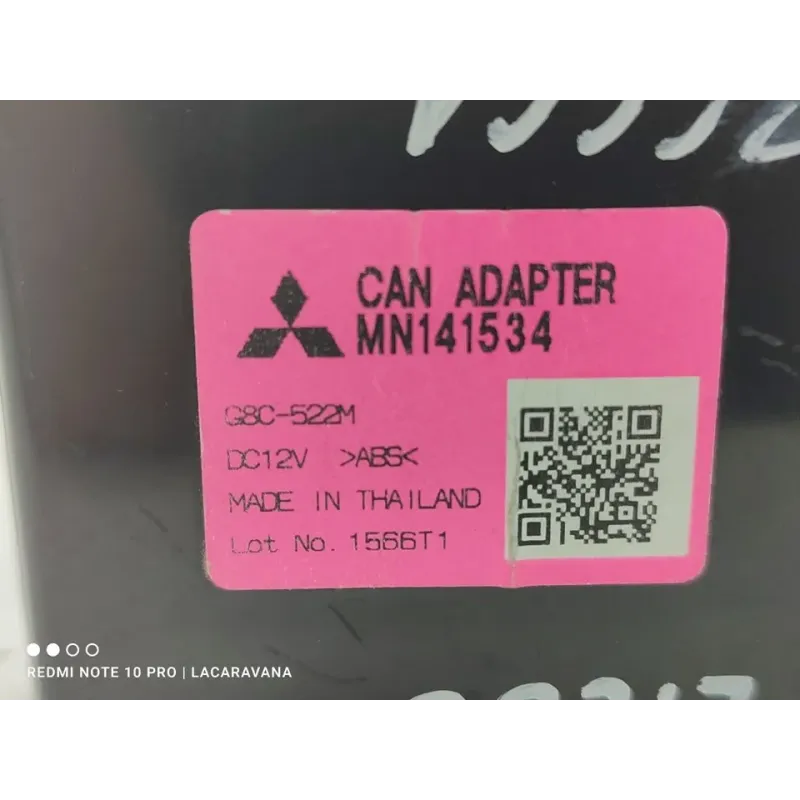 CAN ADAPTER
MN141534
G8C-522M
DC12V >ABS<
MADE IN THAILAND
Lot No. 1566T1
REDMI NOTE 10 PRO | LACARAVANA